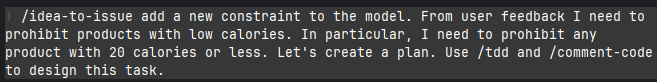 ❯ /idea-to-issue add a new constraint to the model. From user feedback I need to
prohibit products with low calories. In particular, I need to prohibit any
product with 20 calories or less. Let's create a plan. Use /tdd and /comment-code
to design this task.